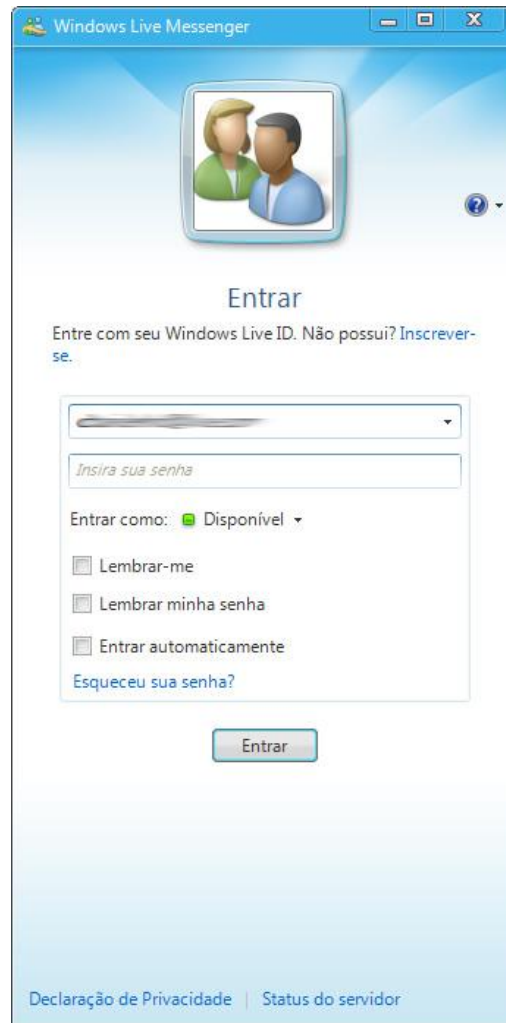 Windows Live Messenger
Entrar
Entre com seu Windows Live ID. Não possui? Inscrever-
se.
Insira sua senha
Entrar como: Disponível
Lembrar-me
Lembrar minha senha
Entrar automaticamente
Esqueceu sua senha?
Entrar
Declaração de Privacidade | Status do servidor